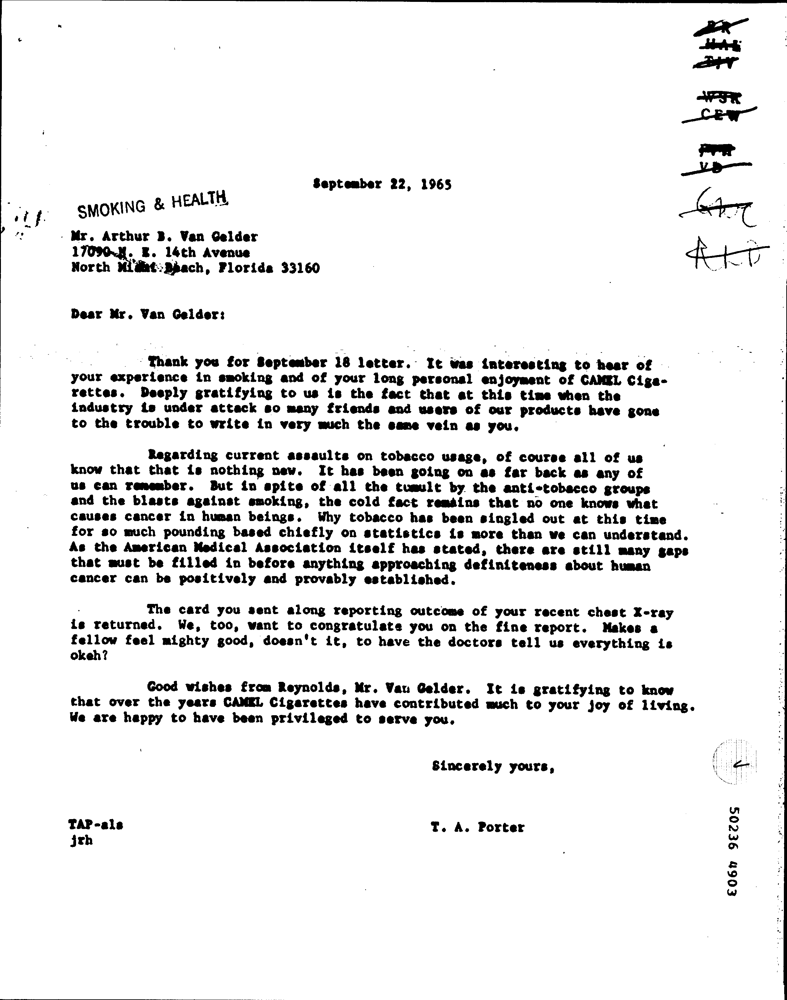 BR
HAS
DIV
WSR
CEW
VD
September 22, 1965
SMOKING & HEALTH
Mr. Arthur B. Van Gelder
17090 N. E. 14th Avenue
North Miami Beach, Florida 33160
Dear Mr. Van Gelder:
Thank you for September 18 letter. It was interesting to hear of
your experience in smoking and of your long personal enjoyment of CAMEL Ciga-
rettes. Deeply gratifying to us is the fact that at this time when the
industry is under attack so many friends and users of our products have gone
to the trouble to write in very much the same vein as you.
Regarding current assaults on tobacco usage, of course all of us
know that that is nothing new. It has been going on as far back as any of
us can remember. But in spite of all the tumult by the anti-tobacco groups
and the blasts against smoking, the cold fact remains that no one knows what
causes cancer in human beings. Why tobacco has been singled out at this time
for so much pounding based chiefly on statistics is more than we can understand.
As the American Medical Association itself has stated, there are still many gaps
that must be filled in before anything approaching definiteness about human
cancer can be positively and provably established.
The card you sent along reporting outcome of your recent chest X-ray
is returned. We, too, want to congratulate you on the fine report. Makes a
fellow feel mighty good, doesn't it, to have the doctors tell us everything is
okeh?
Good wishes from Reynolds, Mr. Van Gelder. It is gratifying to know
that over the years CAMEL Cigarettes have contributed much to your joy of living.
We are happy to have been privileged to serve you.
Sincerely yours,
TAP-als
T. A. Porter
jrh
50236 4903